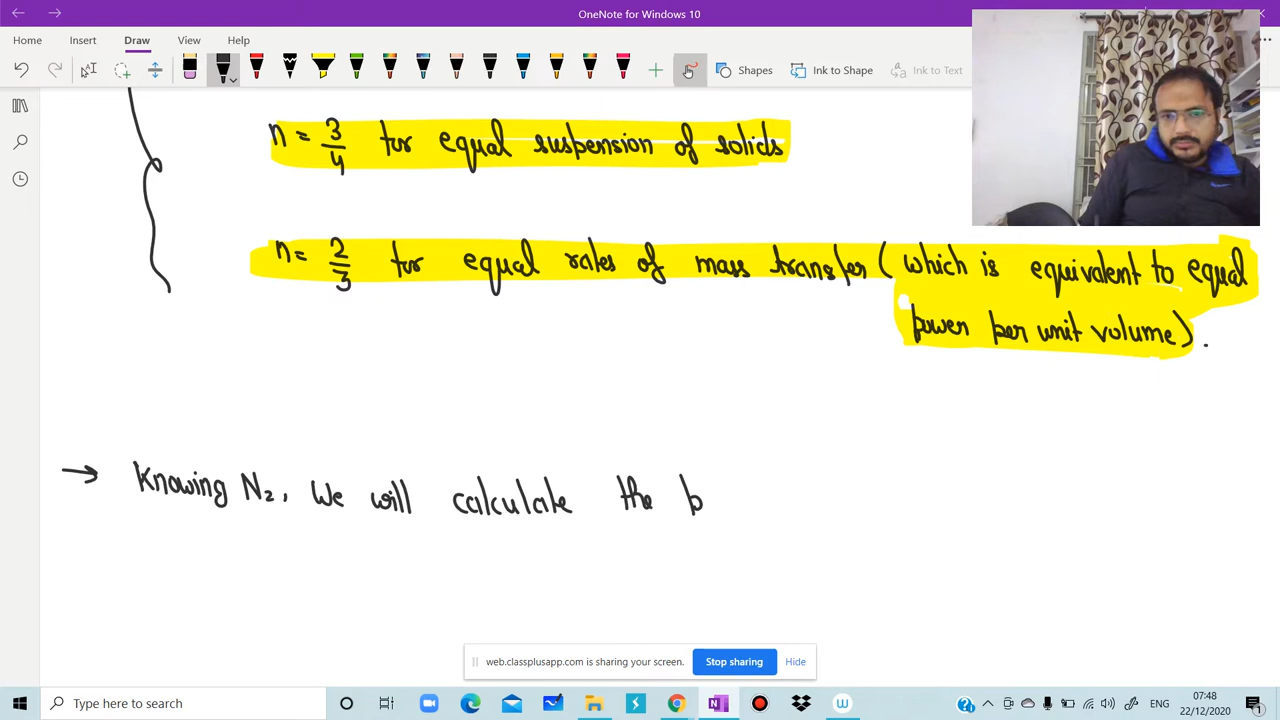 OneNote for Windows 10
Home Insert Draw View Help
Shapes Ink to Shape Ink to Text
n = 3/4 for equal suspension of solids
n = 2/3 for equal rates of mass transfer ( which is equivalent to equal
power per unit volume).
→ Knowing N₂, We will calculate the p
web.classplusapp.com is sharing your screen. Stop sharing Hide
Type here to search
ENG
07:48
22/12/2020